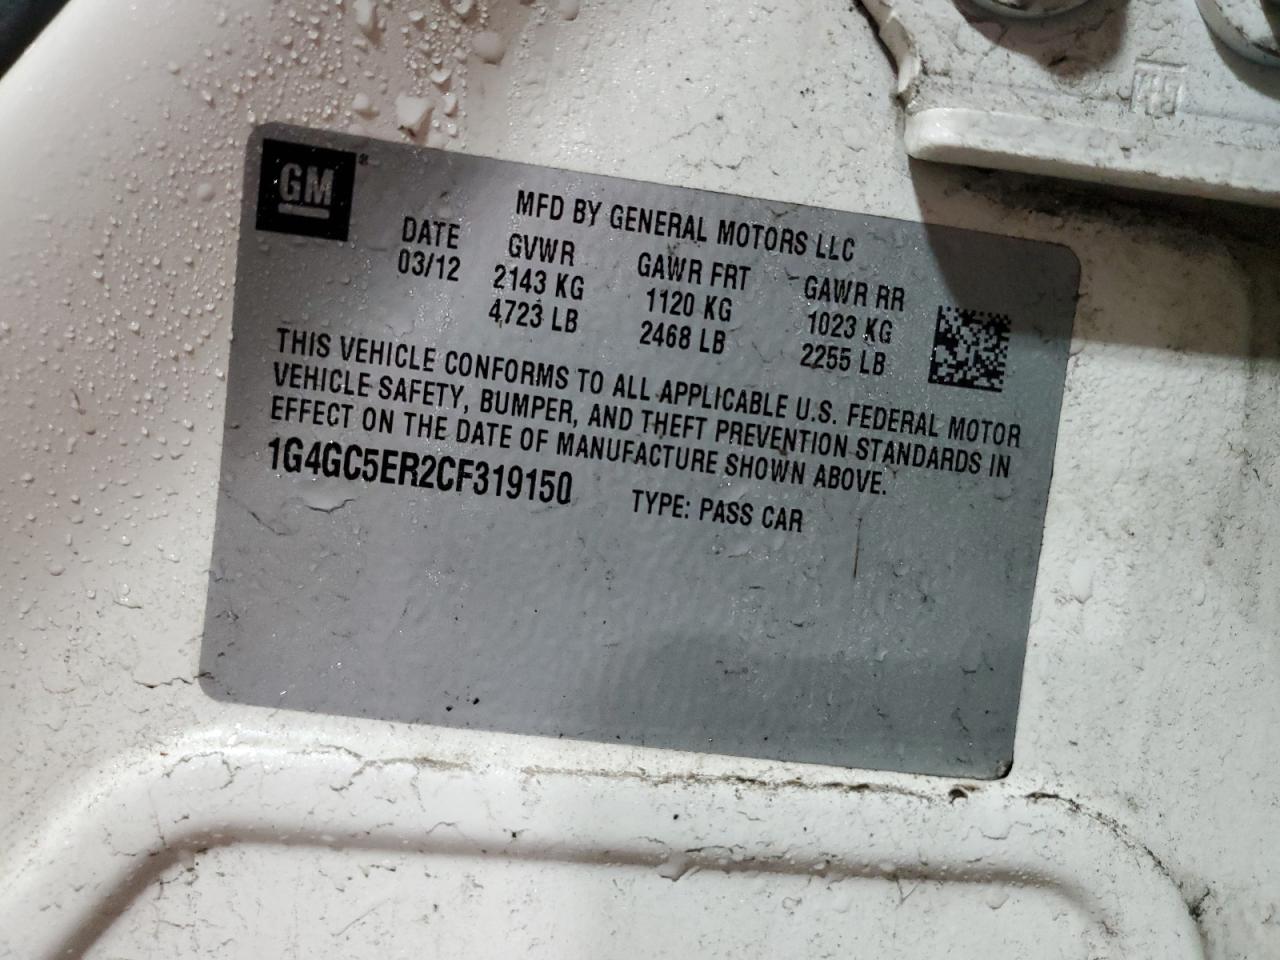 GM®
MFD BY GENERAL MOTORS LLC
DATE GVWR GAWR FRT GAWR RR
03/12 2143 KG 1120 KG 1023 KG
4723 LB 2468 LB 2255 LB
THIS VEHICLE CONFORMS TO ALL APPLICABLE U.S. FEDERAL MOTOR
VEHICLE SAFETY, BUMPER, AND THEFT PREVENTION STANDARDS IN
EFFECT ON THE DATE OF MANUFACTURE SHOWN ABOVE.
1G4GC5ER2CF319150 TYPE: PASS CAR